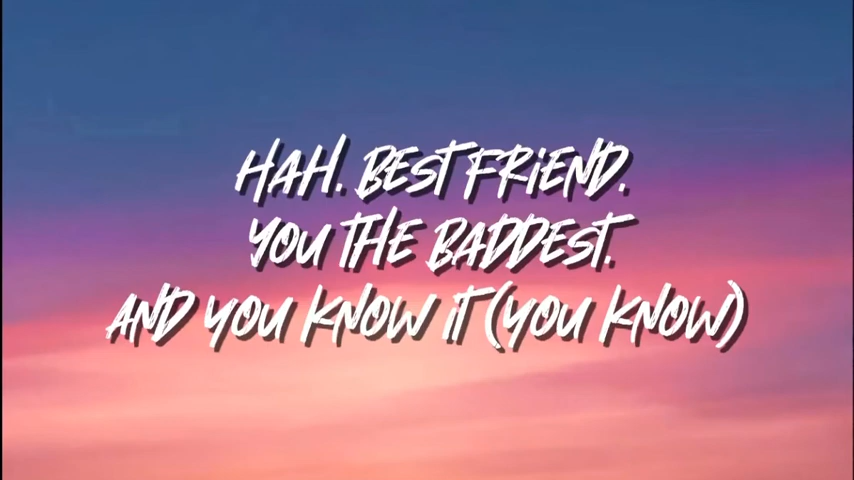 HAH. BEST FRIEND.
YOU THE BADDEST.
AND YOU KNOW IT (YOU KNOW)